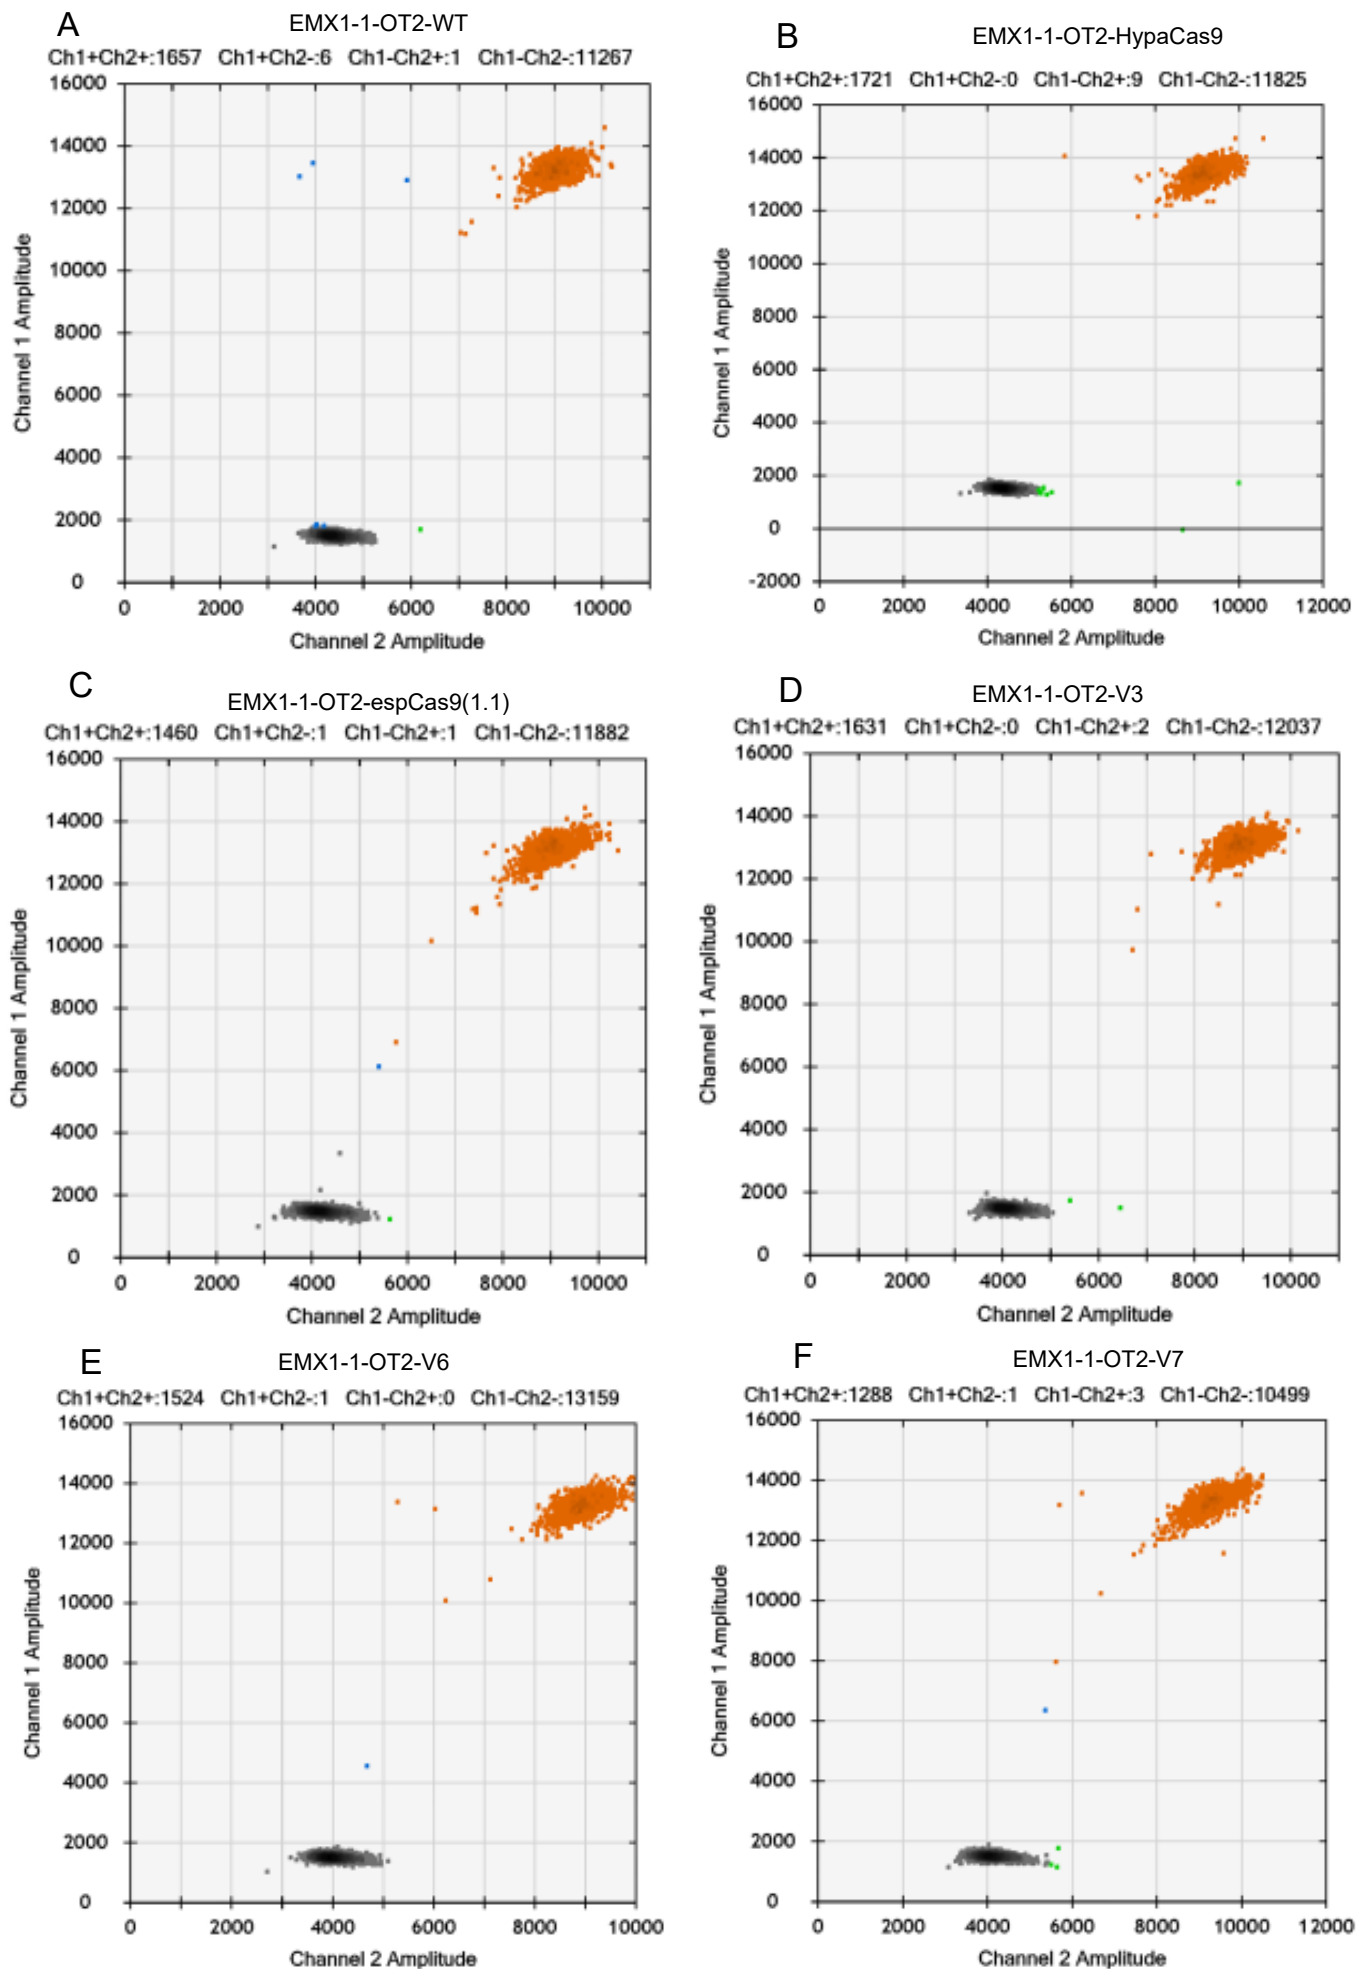 A
EMX1-1-OT2-WT
Ch1+Ch2+:1657 Ch1+Ch2-:6 Ch1-Ch2+:1 Ch1-Ch2-:11267
16000
14000
12000
10000
8000
6000
4000
2000
0
Channel 1 Amplitude
0 2000 4000 6000 8000 10000
Channel 2 Amplitude
B
EMX1-1-OT2-HypaCas9
Ch1+Ch2+:1721 Ch1+Ch2-:0 Ch1-Ch2+:9 Ch1-Ch2-:11825
16000
14000
12000
10000
8000
6000
4000
2000
0
-2000
Channel 1 Amplitude
0 2000 4000 6000 8000 10000 12000
Channel 2 Amplitude
C
EMX1-1-OT2-espCas9(1.1)
Ch1+Ch2+:1460 Ch1+Ch2-:1 Ch1-Ch2+:1 Ch1-Ch2-:11882
16000
14000
12000
10000
8000
6000
4000
2000
0
Channel 1 Amplitude
0 2000 4000 6000 8000 10000
Channel 2 Amplitude
D
EMX1-1-OT2-V3
Ch1+Ch2+:1631 Ch1+Ch2-:0 Ch1-Ch2+:2 Ch1-Ch2-:12037
16000
14000
12000
10000
8000
6000
4000
2000
0
Channel 1 Amplitude
0 2000 4000 6000 8000 10000
Channel 2 Amplitude
E
EMX1-1-OT2-V6
Ch1+Ch2+:1524 Ch1+Ch2-:1 Ch1-Ch2+:0 Ch1-Ch2-:13159
16000
14000
12000
10000
8000
6000
4000
2000
0
Channel 1 Amplitude
0 2000 4000 6000 8000 10000
Channel 2 Amplitude
F
EMX1-1-OT2-V7
Ch1+Ch2+:1288 Ch1+Ch2-:1 Ch1-Ch2+:3 Ch1-Ch2-:10499
16000
14000
12000
10000
8000
6000
4000
2000
0
Channel 1 Amplitude
0 2000 4000 6000 8000 10000 12000
Channel 2 Amplitude